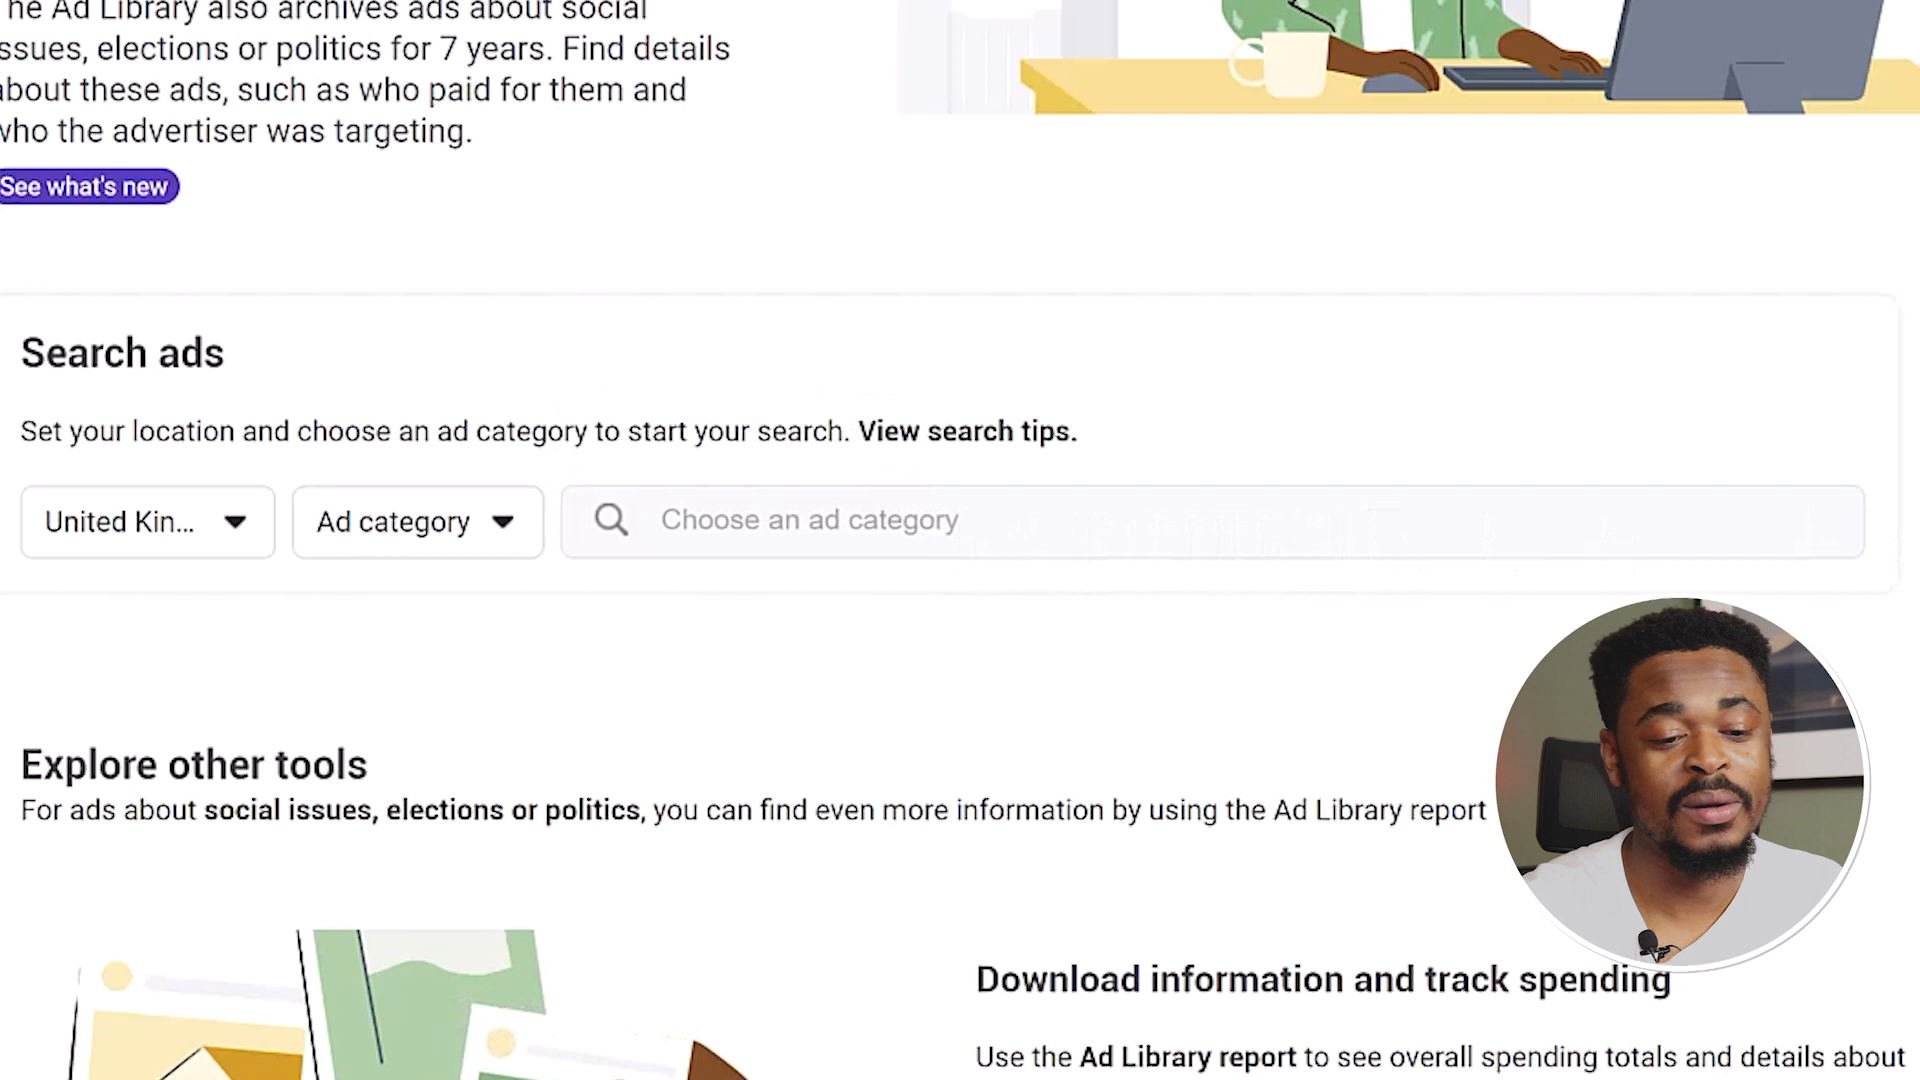 he Ad Library also archives ads about social
ssues, elections or politics for 7 years. Find details
about these ads, such as who paid for them and
who the advertiser was targeting.
See what's new
Search ads
Set your location and choose an ad category to start your search. View search tips.
United Kin...
Ad category
Choose an ad category
Explore other tools
For ads about social issues, elections or politics, you can find even more information by using the Ad Library report
Download information and track spending
Use the Ad Library report to see overall spending totals and details about